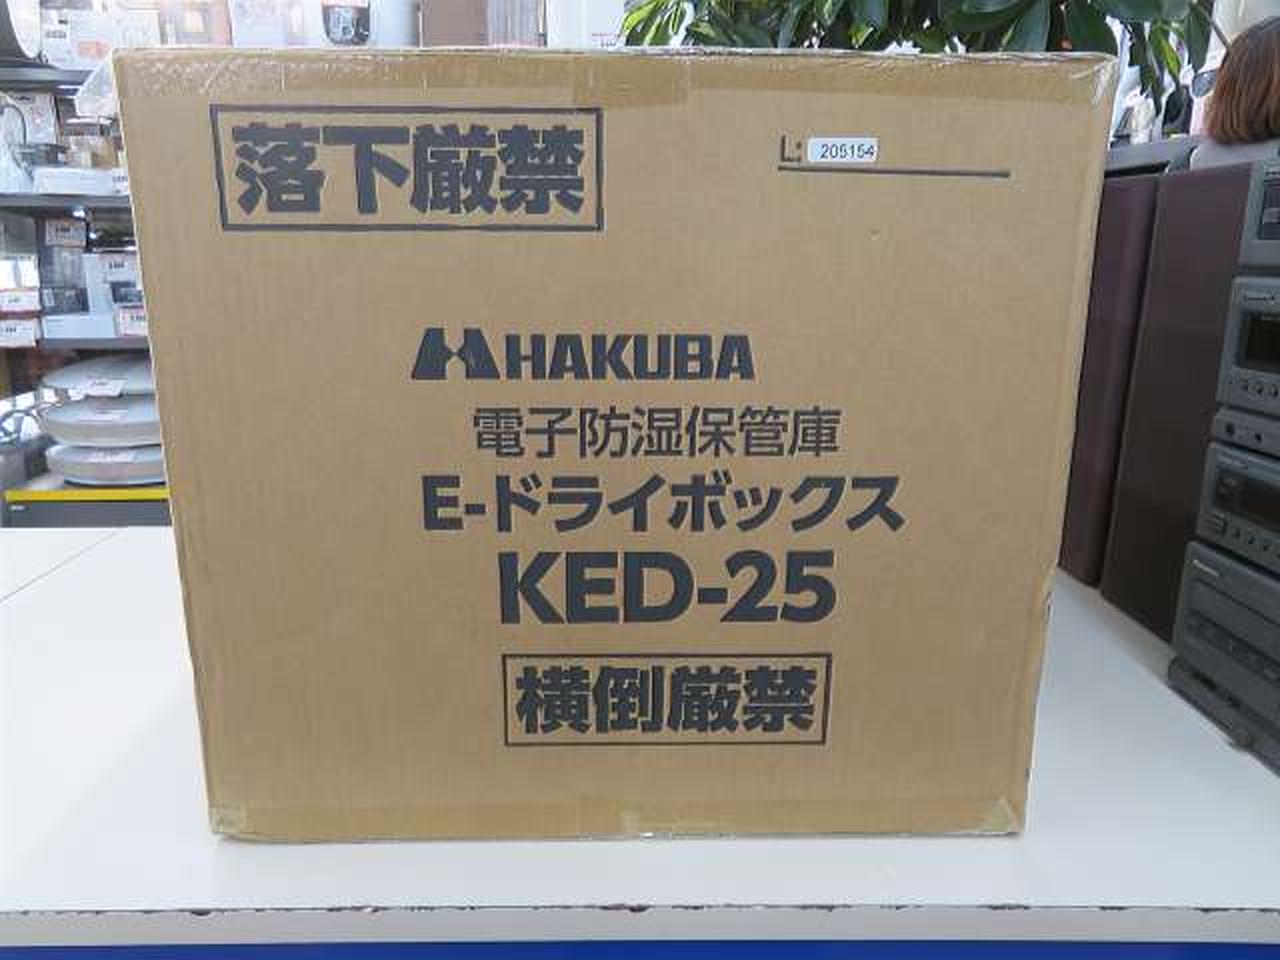 落下厳禁
L: 205154
HAKUBA
電子防湿保管庫
E-ドライボックス
KED-25
横倒厳禁